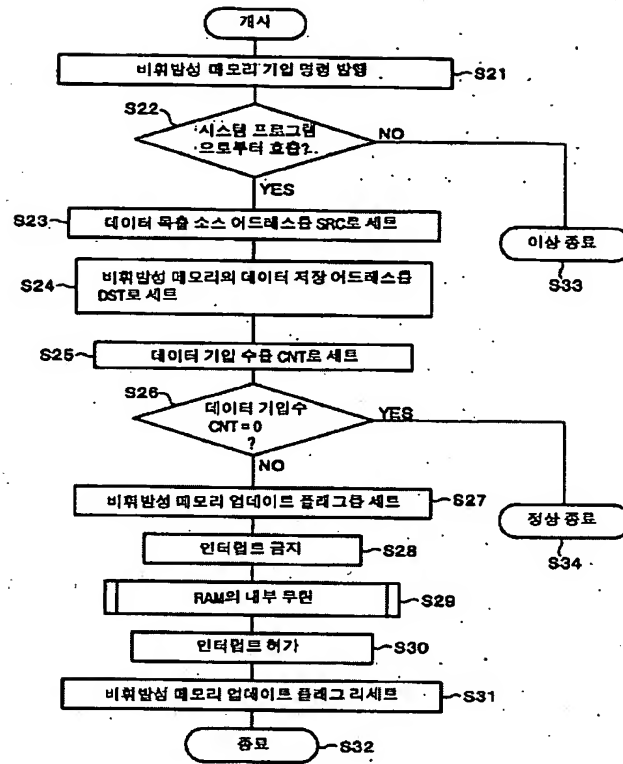 개시
비휘발성 메모리 기입 명령 발행
S21
S22
시스템 프로그램
으로부터 호출?
NO
YES
S23
데이터 목출 소스 어드레스를 SRC로 세트
이상 종료
S33
S24
비휘발성 메모리의 데이터 저장 어드레스를
DST로 세트
S25
데이터 기입 수를 CNT로 세트
S26
데이터 기입수
CNT = 0
?
YES
NO
비휘발성 메모리 업데이트 플래그를 세트
S27
정상 종료
S34
인터럽트 금지
S28
RAM의 내부
S29
인터럽트 허가
S30
비휘발성 메모리 업데이트 플래그 리세트
S31
종료
S32